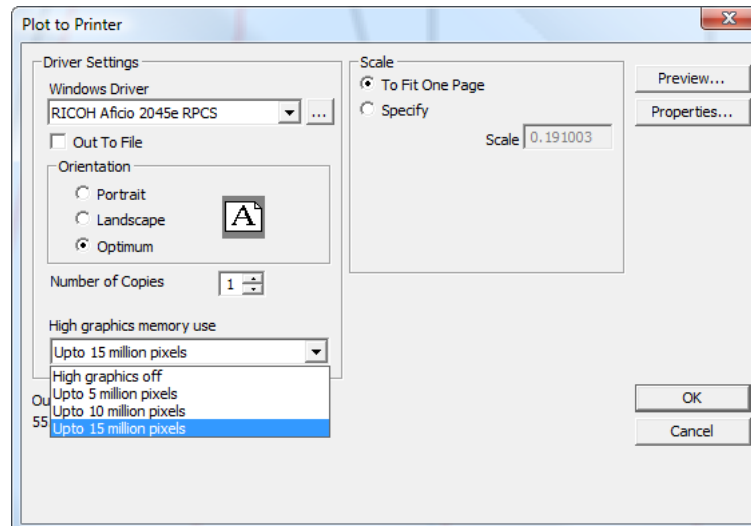 Plot to Printer
Driver Settings
Windows Driver
RICOH Aficio 2045e RPCS
...
Out To File
Orientation
Portrait
Landscape
Optimum
A
Number of Copies
1
High graphics memory use
Upto 15 million pixels
High graphics off
Upto 5 million pixels
Upto 10 million pixels
Upto 15 million pixels
Ou
55
Scale
To Fit One Page
Specify
Scale 0.191003
Preview...
Properties...
OK
Cancel